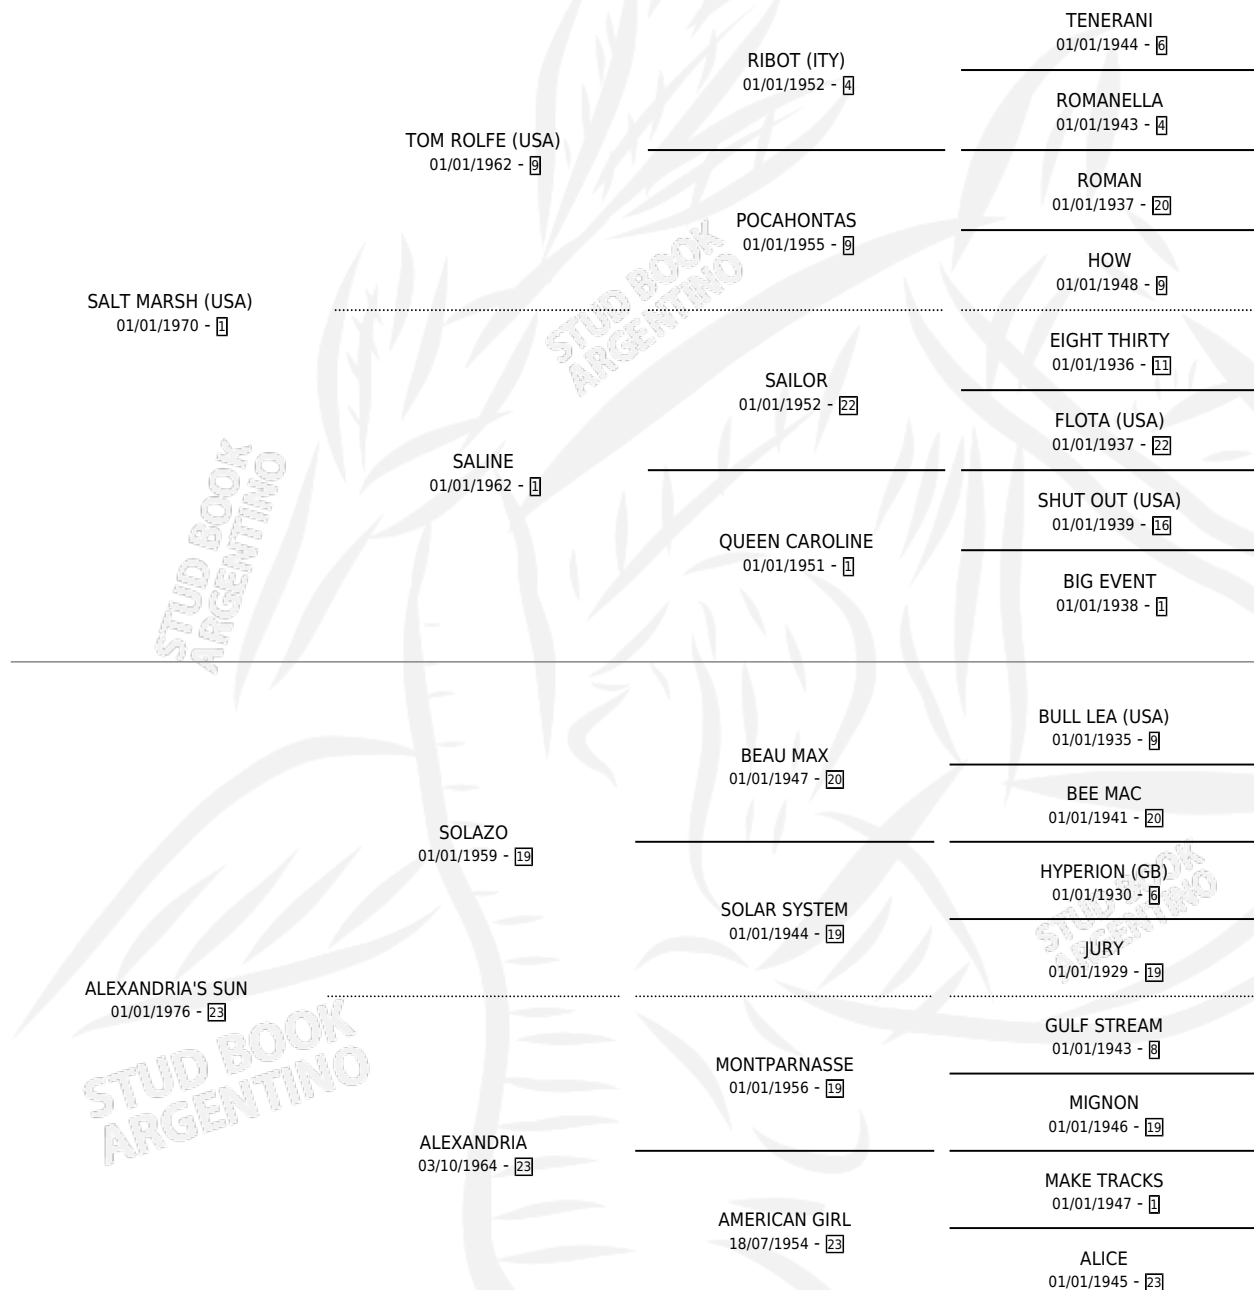 TENERANI
01/01/1944 - 6
RIBOT (ITY)
01/01/1952 - 4
ROMANELLA
01/01/1943 - 4
TOM ROLFE (USA)
01/01/1962 - 9
ROMAN
01/01/1937 - 20
POCAHONTAS
01/01/1955 - 9
HOW
01/01/1948 - 9
SALT MARSH (USA)
01/01/1970 - 1
EIGHT THIRTY
01/01/1936 - 11
SAILOR
01/01/1952 - 22
FLOTA (USA)
01/01/1937 - 22
SALINE
01/01/1962 - 1
SHUT OUT (USA)
01/01/1939 - 16
QUEEN CAROLINE
01/01/1951 - 1
BIG EVENT
01/01/1938 - 1
BULL LEA (USA)
01/01/1935 - 9
BEAU MAX
01/01/1947 - 20
BEE MAC
01/01/1941 - 20
SOLAZO
01/01/1959 - 19
HYPERION (GB)
01/01/1930 - 6
SOLAR SYSTEM
01/01/1944 - 19
JURY
01/01/1929 - 19
ALEXANDRIA'S SUN
01/01/1976 - 23
GULF STREAM
01/01/1943 - 8
MONTPARNASSE
01/01/1956 - 19
MIGNON
01/01/1946 - 19
ALEXANDRIA
03/10/1964 - 23
MAKE TRACKS
01/01/1947 - 1
AMERICAN GIRL
18/07/1954 - 23
ALICE
01/01/1945 - 23
STUD BOOK
ARGENTINO
STUD BOOK
ARGENTINO
STUD BOOK
ARGENTINO
STUD BOOK
ARGENTINO